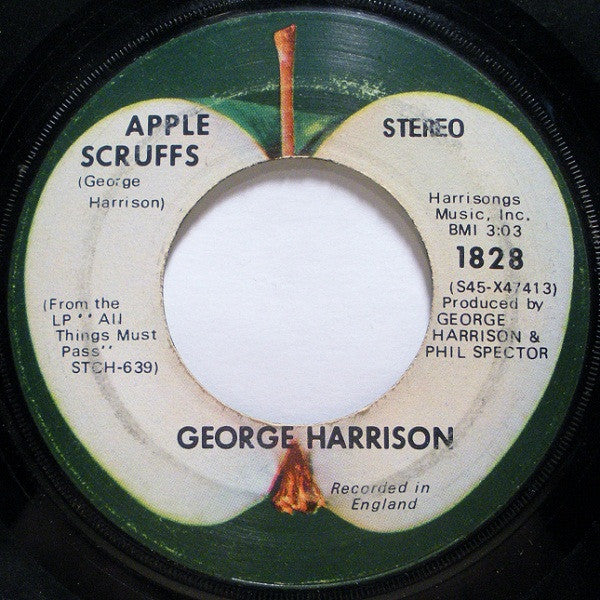 APPLE
SCRUFFS
(George
Harrison)
STEREO
Harrisongs
Music, Inc.
BMI 3:03
1828
(S45-X47413)
Produced by
GEORGE
HARRISON &
PHIL SPECTOR
(From the
LP "All
Things Must
Pass"
STCH-639)
GEORGE HARRISON
Recorded in
England